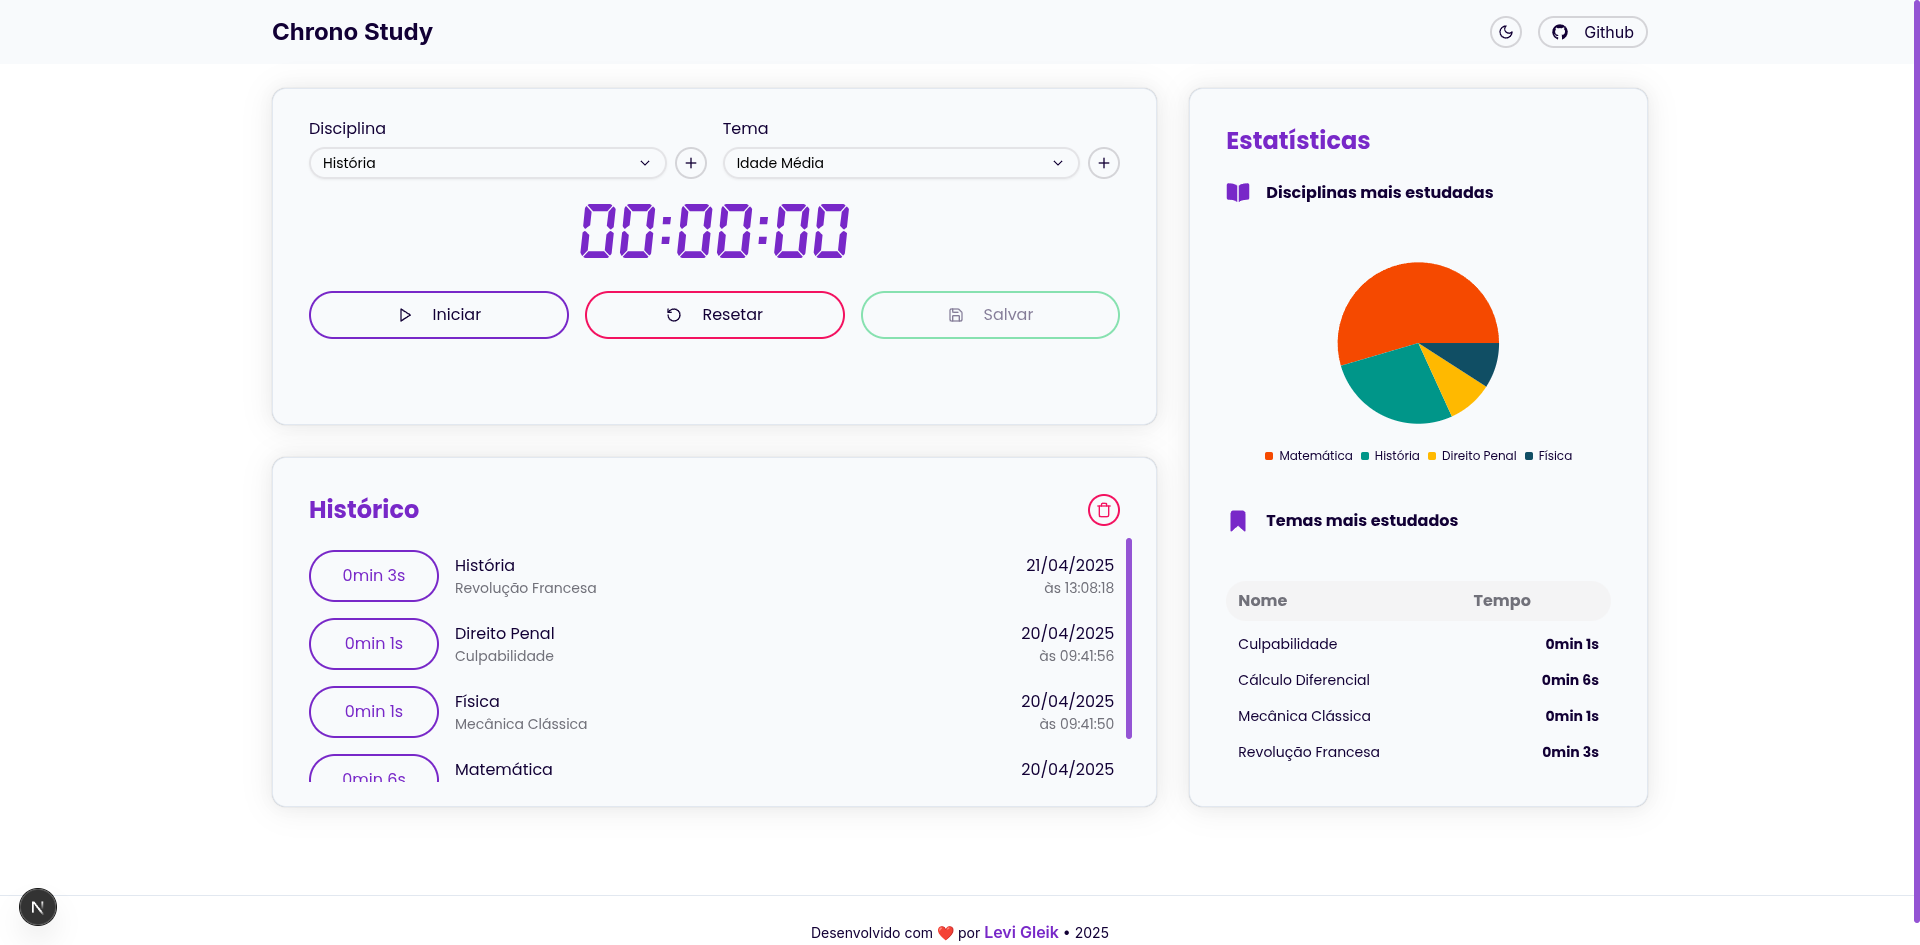 Chrono Study
Github
Disciplina
História
Tema
Idade Média
00:00:00
Iniciar
Resetar
Salvar
Histórico
0min 3s
História
Revolução Francesa
21/04/2025
às 13:08:18
0min 1s
Direito Penal
Culpabilidade
20/04/2025
às 09:41:56
0min 1s
Física
Mecânica Clássica
20/04/2025
às 09:41:50
0min 6s
Matemática
20/04/2025
Estatísticas
Disciplinas mais estudadas
Matemática História Direito Penal Física
Temas mais estudados
Nome Tempo
Culpabilidade 0min 1s
Cálculo Diferencial 0min 6s
Mecânica Clássica 0min 1s
Revolução Francesa 0min 3s
N
Desenvolvido com ❤️ por Levi Gleik • 2025